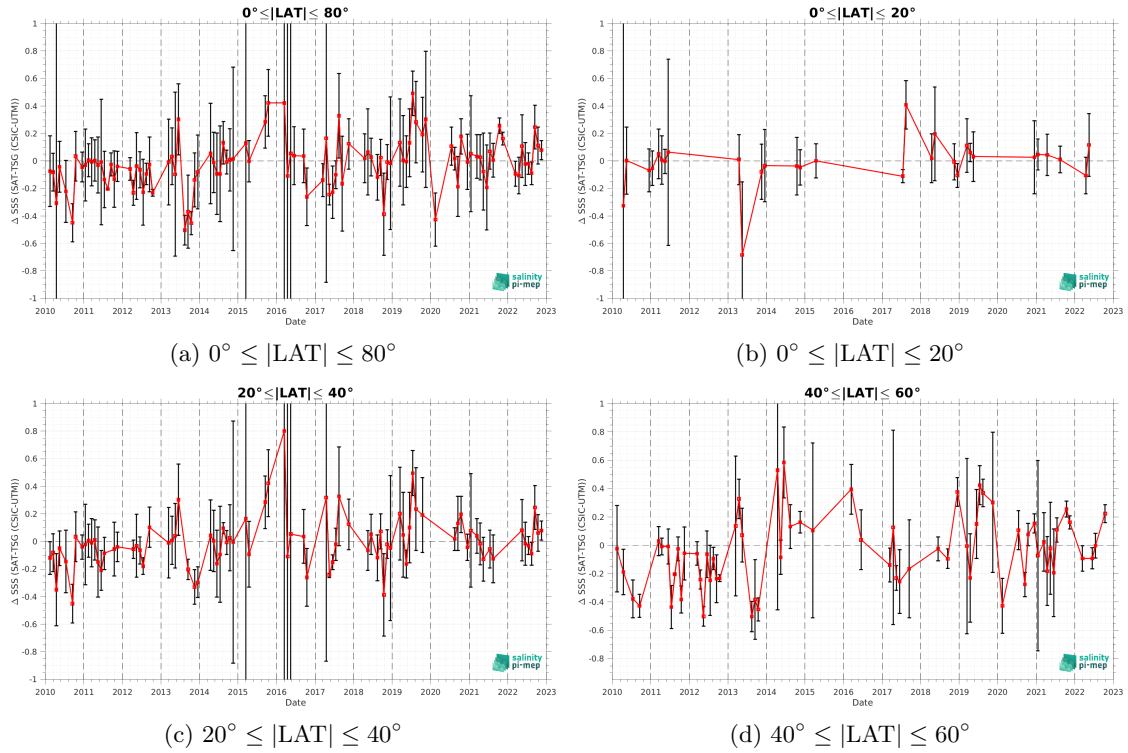 0°≤|LAT|≤ 80°
1
0.8
0.6
0.4
0.2
0
-0.2
-0.4
-0.6
-0.8
-1
Δ SSS (SAT-TSG (CSIC-UTM))
2010 2011 2012 2013 2014 2015 2016 2017 2018 2019 2020 2021 2022 2023
Date
salinity
pi-mep
(a) 0° ≤ |LAT| ≤ 80°
0°≤|LAT|≤ 20°
1
0.8
0.6
0.4
0.2
0
-0.2
-0.4
-0.6
-0.8
-1
Δ SSS (SAT-TSG (CSIC-UTM))
2010 2011 2012 2013 2014 2015 2016 2017 2018 2019 2020 2021 2022 2023
Date
salinity
pi-mep
(b) 0° ≤ |LAT| ≤ 20°
20°≤|LAT|≤ 40°
1
0.8
0.6
0.4
0.2
0
-0.2
-0.4
-0.6
-0.8
-1
Δ SSS (SAT-TSG (CSIC-UTM))
2010 2011 2012 2013 2014 2015 2016 2017 2018 2019 2020 2021 2022 2023
Date
salinity
pi-mep
(c) 20° ≤ |LAT| ≤ 40°
40°≤|LAT|≤ 60°
0.8
0.6
0.4
0.2
0
-0.2
-0.4
-0.6
-0.8
Δ SSS (SAT-TSG (CSIC-UTM))
2010 2011 2012 2013 2014 2015 2016 2017 2018 2019 2020 2021 2022 2023
Date
salinity
pi-mep
(d) 40° ≤ |LAT| ≤ 60°